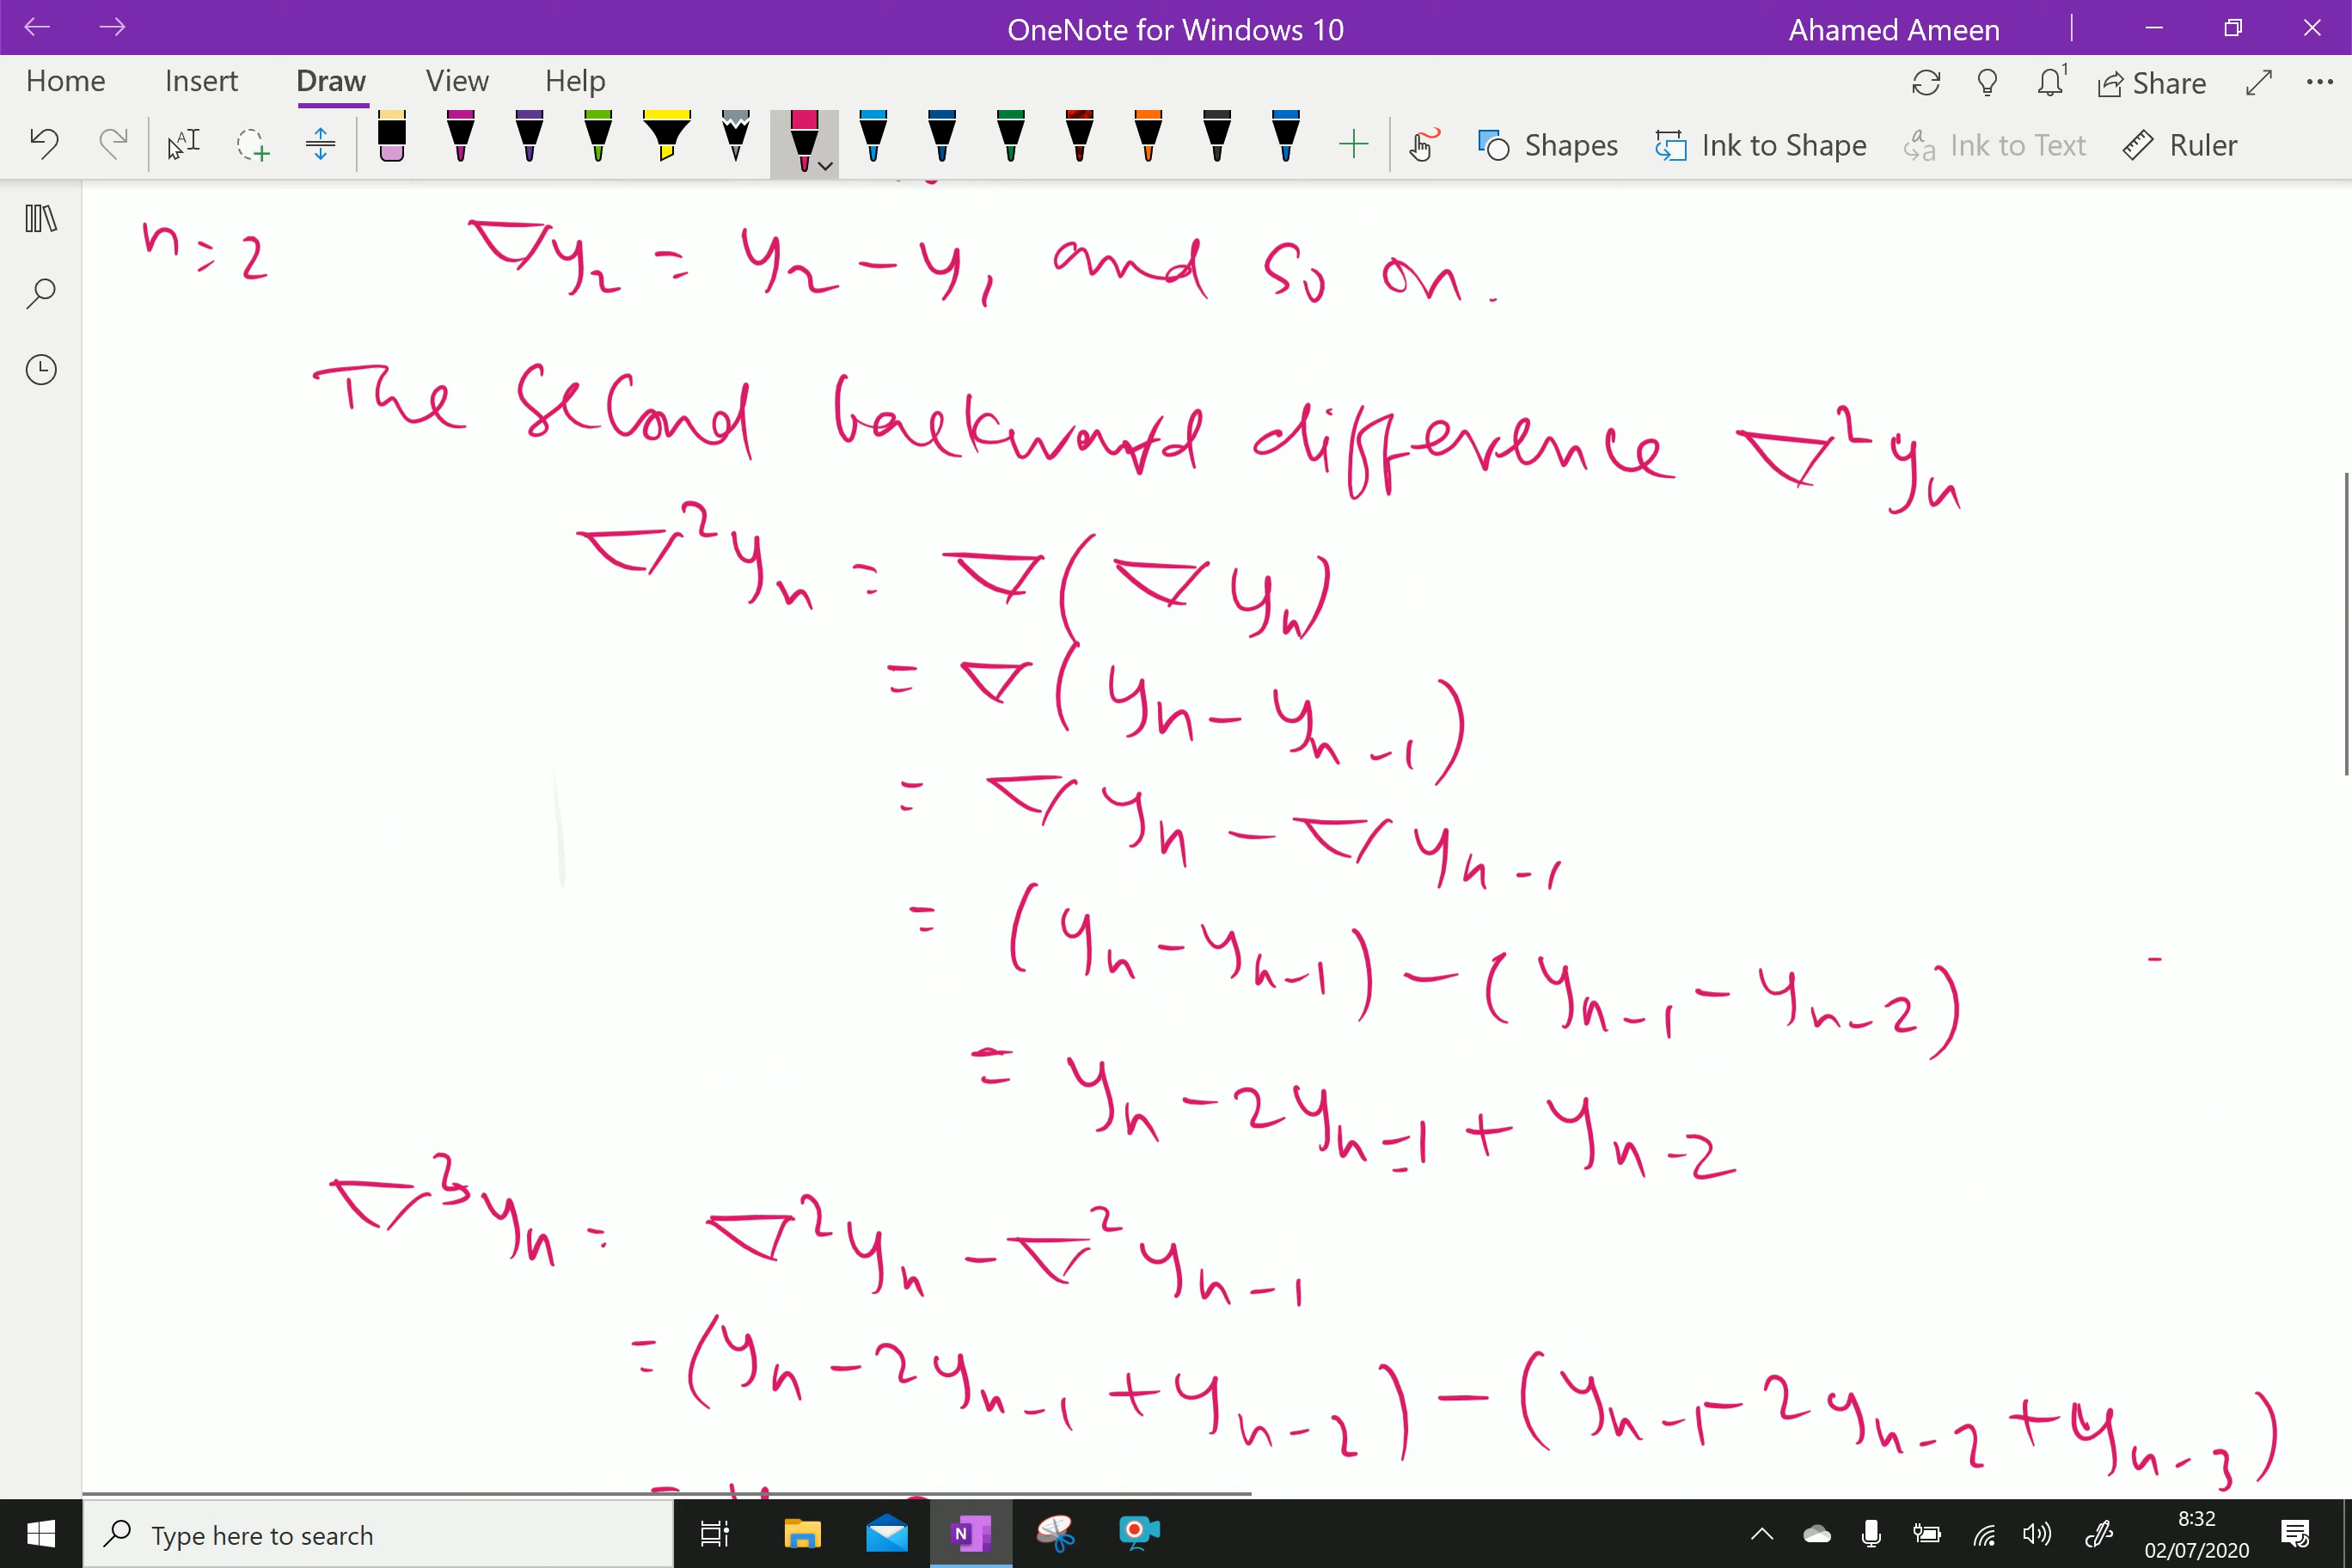 OneNote for Windows 10 Ahamed Ameen
Home Insert Draw View Help 1 Share
Shapes Ink to Shape Ink to Text Ruler
n=2 ∇y₂ = y₂ - y₁ and so on.
The second backward difference ∇²yₙ
∇²yₙ = ∇(∇yₙ)
= ∇(yₙ - yₙ₋₁)
= ∇yₙ - ∇yₙ₋₁
= (yₙ - yₙ₋₁) - (yₙ₋₁ - yₙ₋₂)
= yₙ - 2yₙ₋₁ + yₙ₋₂
∇³yₙ = ∇²yₙ - ∇²yₙ₋₁
= (yₙ - 2yₙ₋₁ + yₙ₋₂) - (yₙ₋₁ - 2yₙ₋₂ + yₙ₋₃)
Type here to search
8:32
02/07/2020